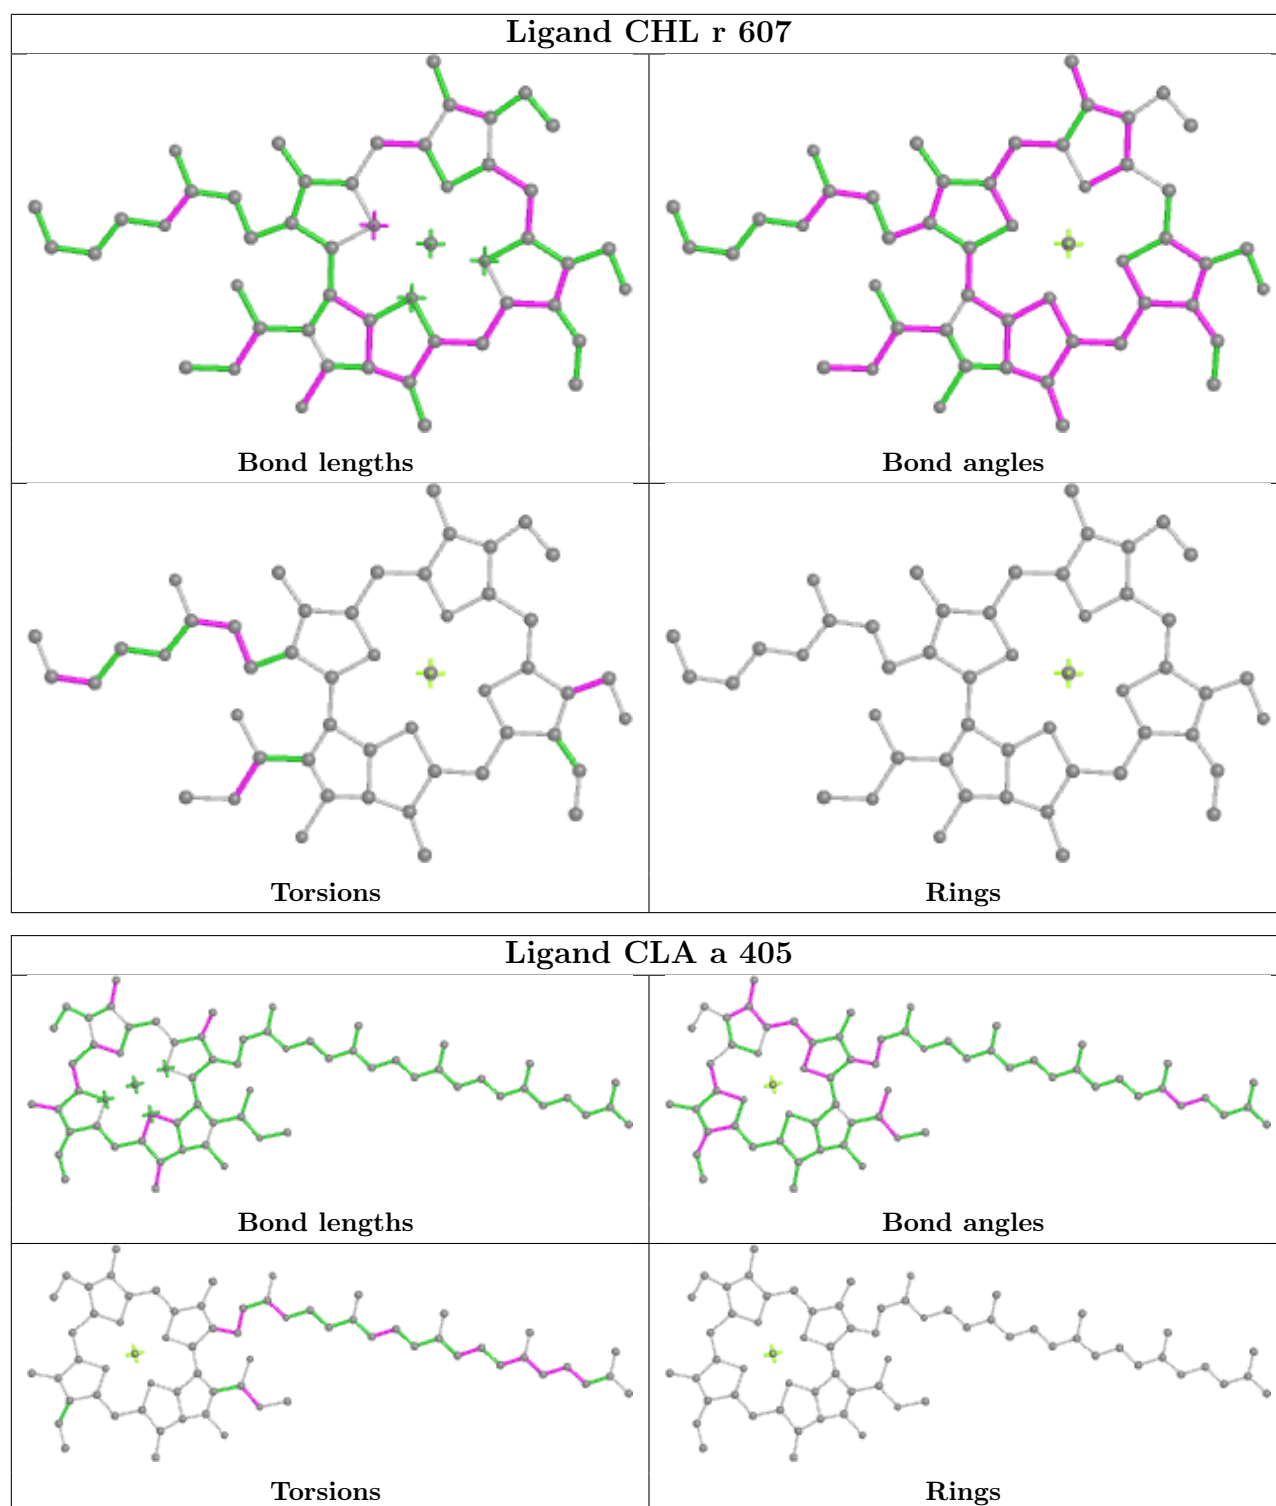 Ligand CHL r 607
Bond lengths
Bond angles
Torsions
Rings
Ligand CLA a 405
Bond lengths
Bond angles
Torsions
Rings